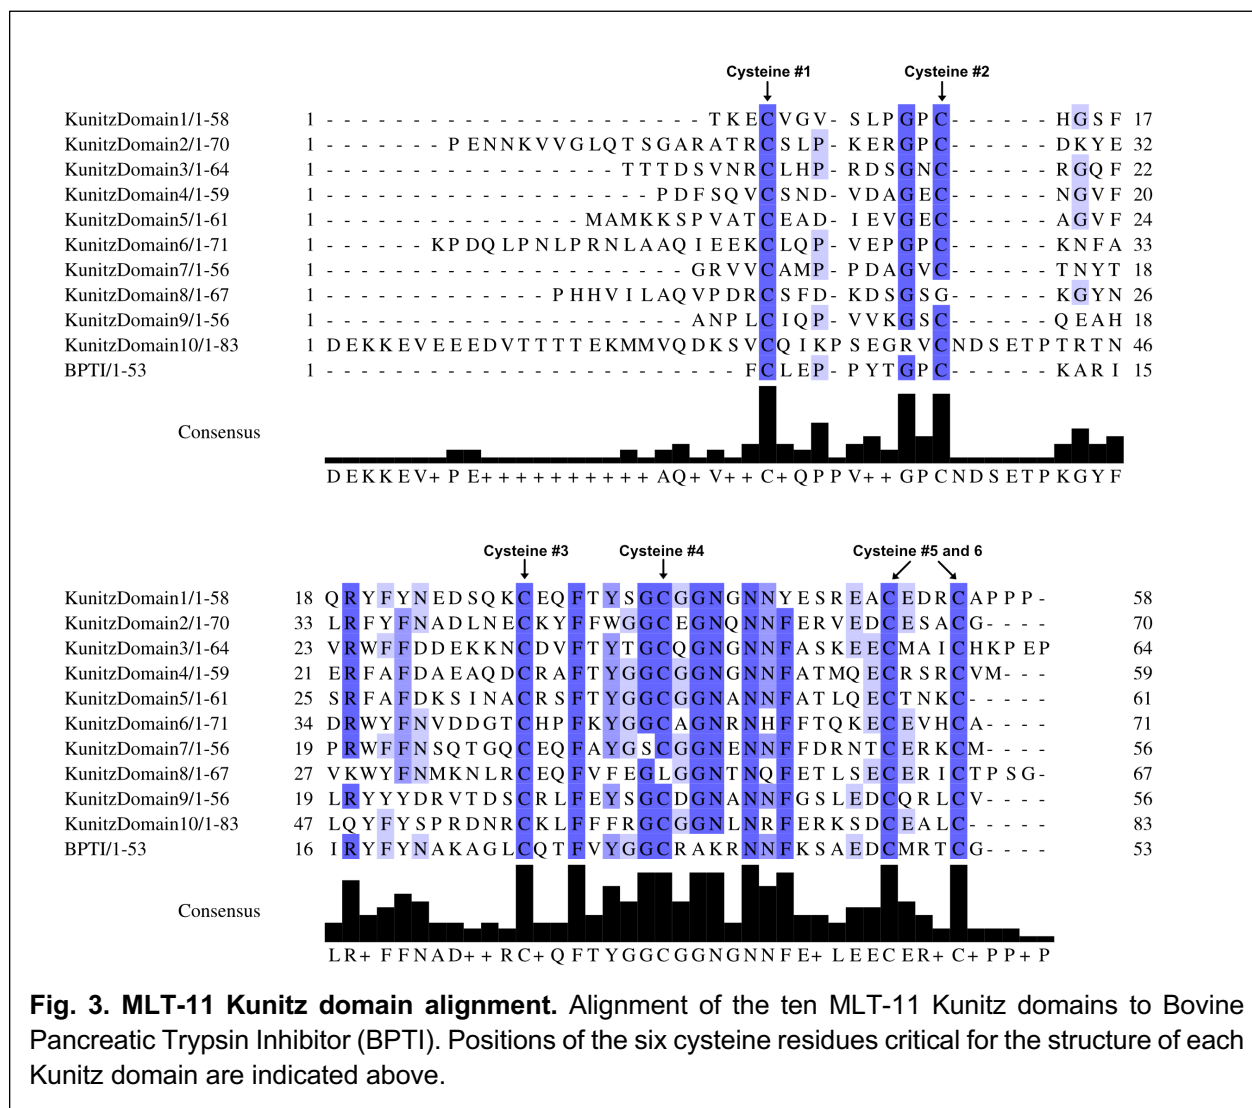 Cysteine #1 Cysteine #2
KunitzDomain1/1-58 1 - - - - - - - - - - - - - - - - - - - - - - T K E C V G V - S L P G P C - - - - - - H G S F 17
KunitzDomain2/1-70 1 - - - - - - - P E N N K V V G L Q T S G A R A T R C S L P - K E R G P C - - - - - - D K Y E 32
KunitzDomain3/1-64 1 - - - - - - - - - - - - - - - - - T T T D S V N R C L H P - R D S G N C - - - - - - R G Q F 22
KunitzDomain4/1-59 1 - - - - - - - - - - - - - - - - - - - P D F S Q V C S N D - V D A G E C - - - - - - N G V F 20
KunitzDomain5/1-61 1 - - - - - - - - - - - - - - - M A M K K S P V A T C E A D - I E V G E C - - - - - - A G V F 24
KunitzDomain6/1-71 1 - - - - - - K P D Q L P N L P R N L A A Q I E E K C L Q P - V E P G P C - - - - - - K N F A 33
KunitzDomain7/1-56 1 - - - - - - - - - - - - - - - - - - - - - G R V V C A M P - P D A G V C - - - - - - T N Y T 18
KunitzDomain8/1-67 1 - - - - - - - - - - - - - P H H V I L A Q V P D R C S F D - K D S G S G - - - - - - K G Y N 26
KunitzDomain9/1-56 1 - - - - - - - - - - - - - - - - - - - - - A N P L C I Q P - V V K G S C - - - - - - Q E A H 18
KunitzDomain10/1-83 1 D E K K E V E E E D V T T T T E K M M V Q D K S V C Q I K P S E G R V C N D S E T P T R T N 46
BPTI/1-53 1 - - - - - - - - - - - - - - - - - - - - - - - - F C L E P - P Y T G P C - - - - - - K A R I 15
Consensus
D E K K E V + P E + + + + + + + + + + A Q + V + + C + Q P P V + + G P C N D S E T P K G Y F
Cysteine #3 Cysteine #4 Cysteine #5 and 6
KunitzDomain1/1-58 18 Q R Y F Y N E D S Q K C E Q F T Y S G C G G N G N N Y E S R E A C E D R C A P P P - 58
KunitzDomain2/1-70 33 L R F Y F N A D L N E C K Y F F W G G C E G N Q N N F E R V E D C E S A C G - - - - 70
KunitzDomain3/1-64 23 V R W F F D D E K K N C D V F T Y T G C Q G N G N N F A S K E E C M A I C H K P E P 64
KunitzDomain4/1-59 21 E R F A F D A E A Q D C R A F T Y G G C G G N G N N F A T M Q E C R S R C V M - - - 59
KunitzDomain5/1-61 25 S R F A F D K S I N A C R S F T Y G G C G G N A N N F A T L Q E C T N K C - - - - - 61
KunitzDomain6/1-71 34 D R W Y F N V D D G T C H P F K Y G G C A G N R N H F F T Q K E C E V H C A - - - - 71
KunitzDomain7/1-56 19 P R W F F N S Q T G Q C E Q F A Y G S C G G N E N N F F D R N T C E R K C M - - - - 56
KunitzDomain8/1-67 27 V K W Y F N M K N L R C E Q F V F E G L G G N T N Q F E T L S E C E R I C T P S G - 67
KunitzDomain9/1-56 19 L R Y Y Y D R V T D S C R L F E Y S G C D G N A N N F G S L E D C Q R L C V - - - - 56
KunitzDomain10/1-83 47 L Q Y F Y S P R D N R C K L F F F R G C G G N L N R F E R K S D C E A L C - - - - - 83
BPTI/1-53 16 I R Y F Y N A K A G L C Q T F V Y G G C R A K R N N F K S A E D C M R T C G - - - - 53
Consensus
L R + F F N A D + + R C + Q F T Y G G C G G N G N N F E + L E E C E R + C + P P + P
Fig. 3. MLT-11 Kunitz domain alignment. Alignment of the ten MLT-11 Kunitz domains to Bovine
Pancreatic Trypsin Inhibitor (BPTI). Positions of the six cysteine residues critical for the structure of each
Kunitz domain are indicated above.